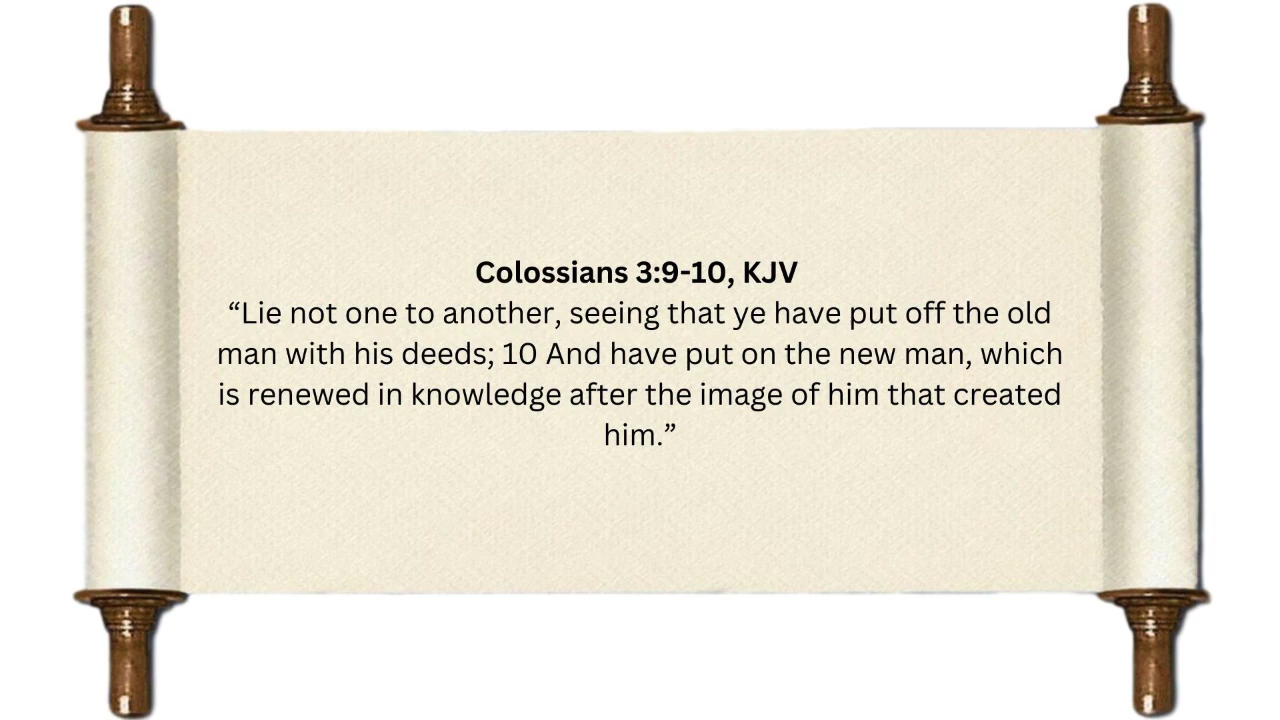 Colossians 3:9-10, KJV
“Lie not one to another, seeing that ye have put off the old
man with his deeds; 10 And have put on the new man, which
is renewed in knowledge after the image of him that created
him.”